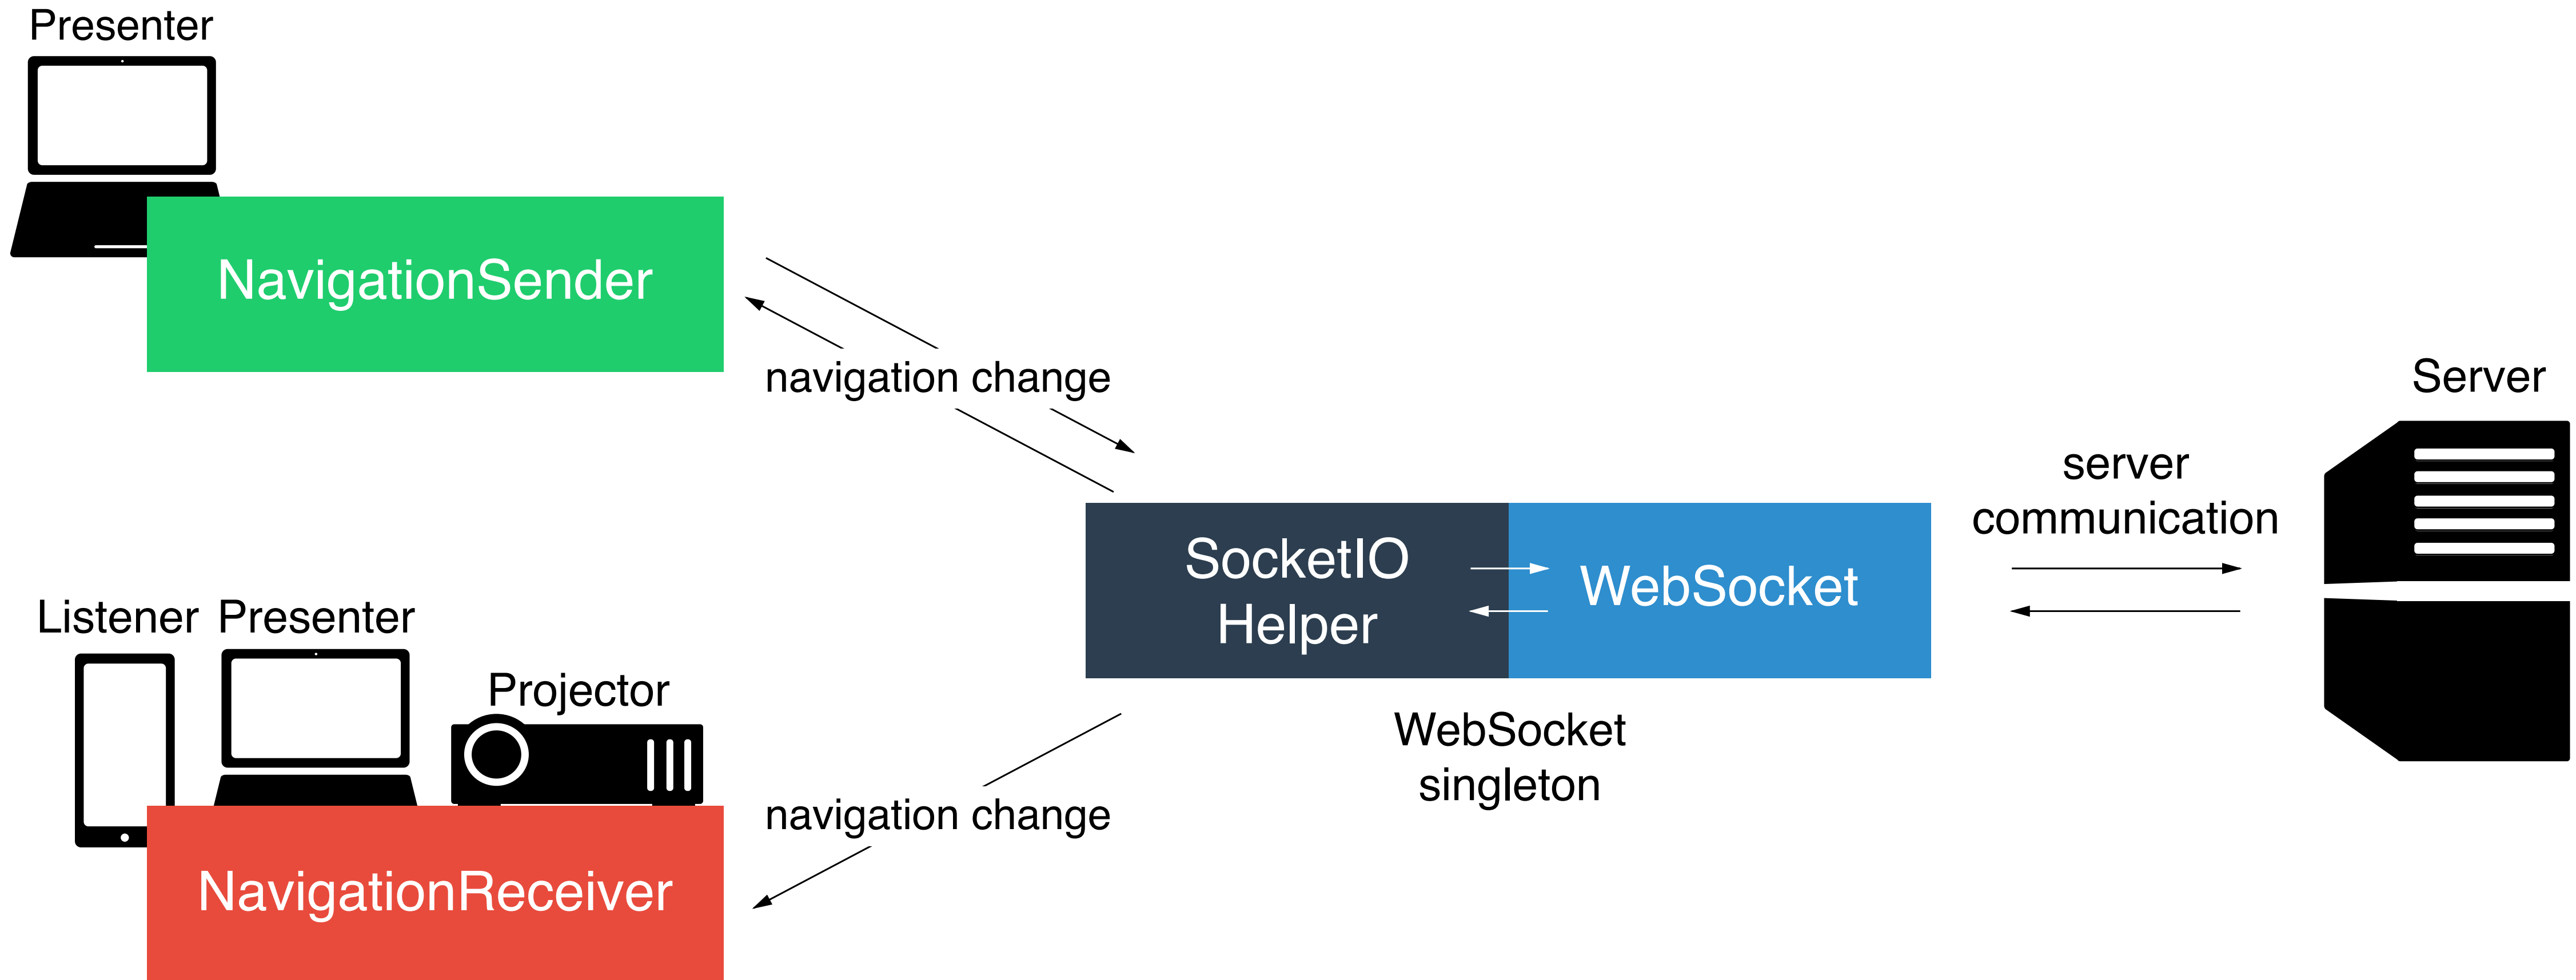 Presenter
NavigationSender
navigation change
Server
server
communication
SocketIO
Helper
WebSocket
WebSocket
singleton
Listener
Presenter
Projector
navigation change
NavigationReceiver